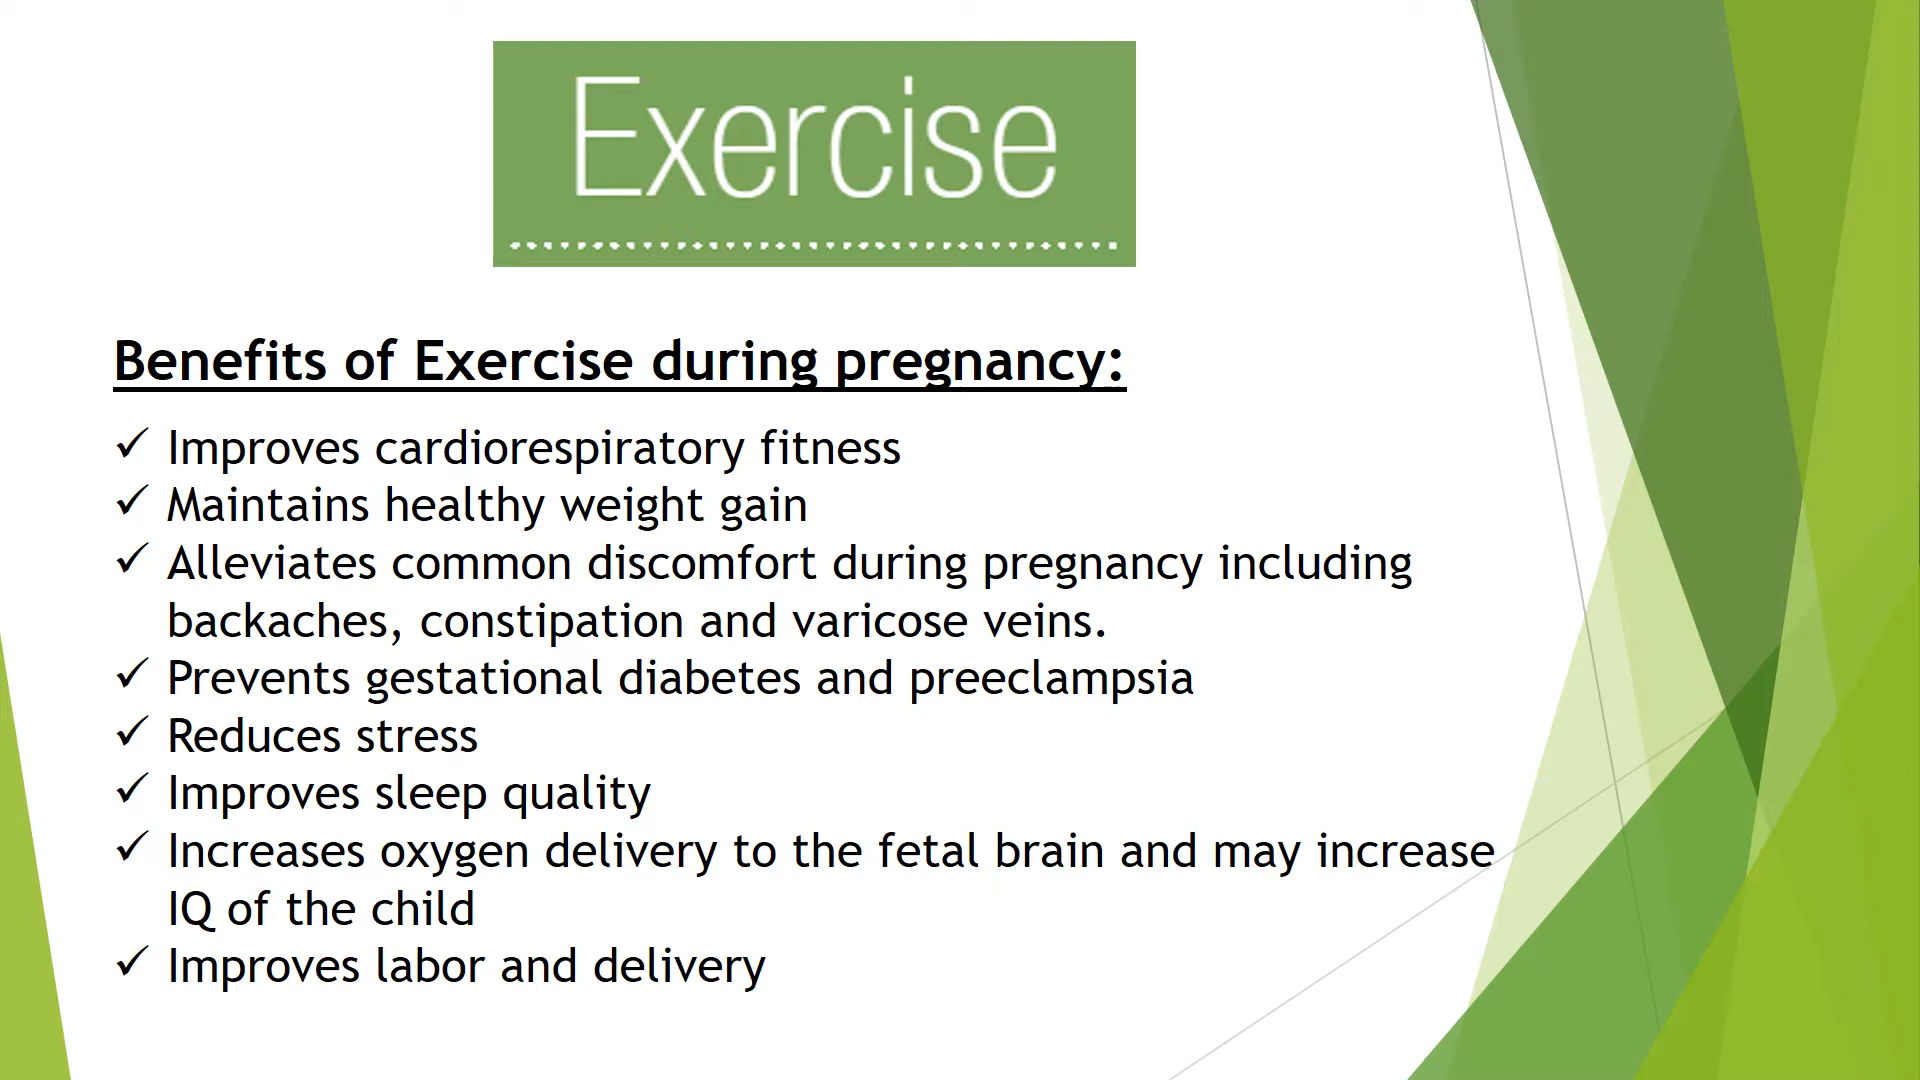 Exercise
Benefits of Exercise during pregnancy:
✓ Improves cardiorespiratory fitness
✓ Maintains healthy weight gain
✓ Alleviates common discomfort during pregnancy including
backaches, constipation and varicose veins.
✓ Prevents gestational diabetes and preeclampsia
✓ Reduces stress
✓ Improves sleep quality
✓ Increases oxygen delivery to the fetal brain and may increase
IQ of the child
✓ Improves labor and delivery